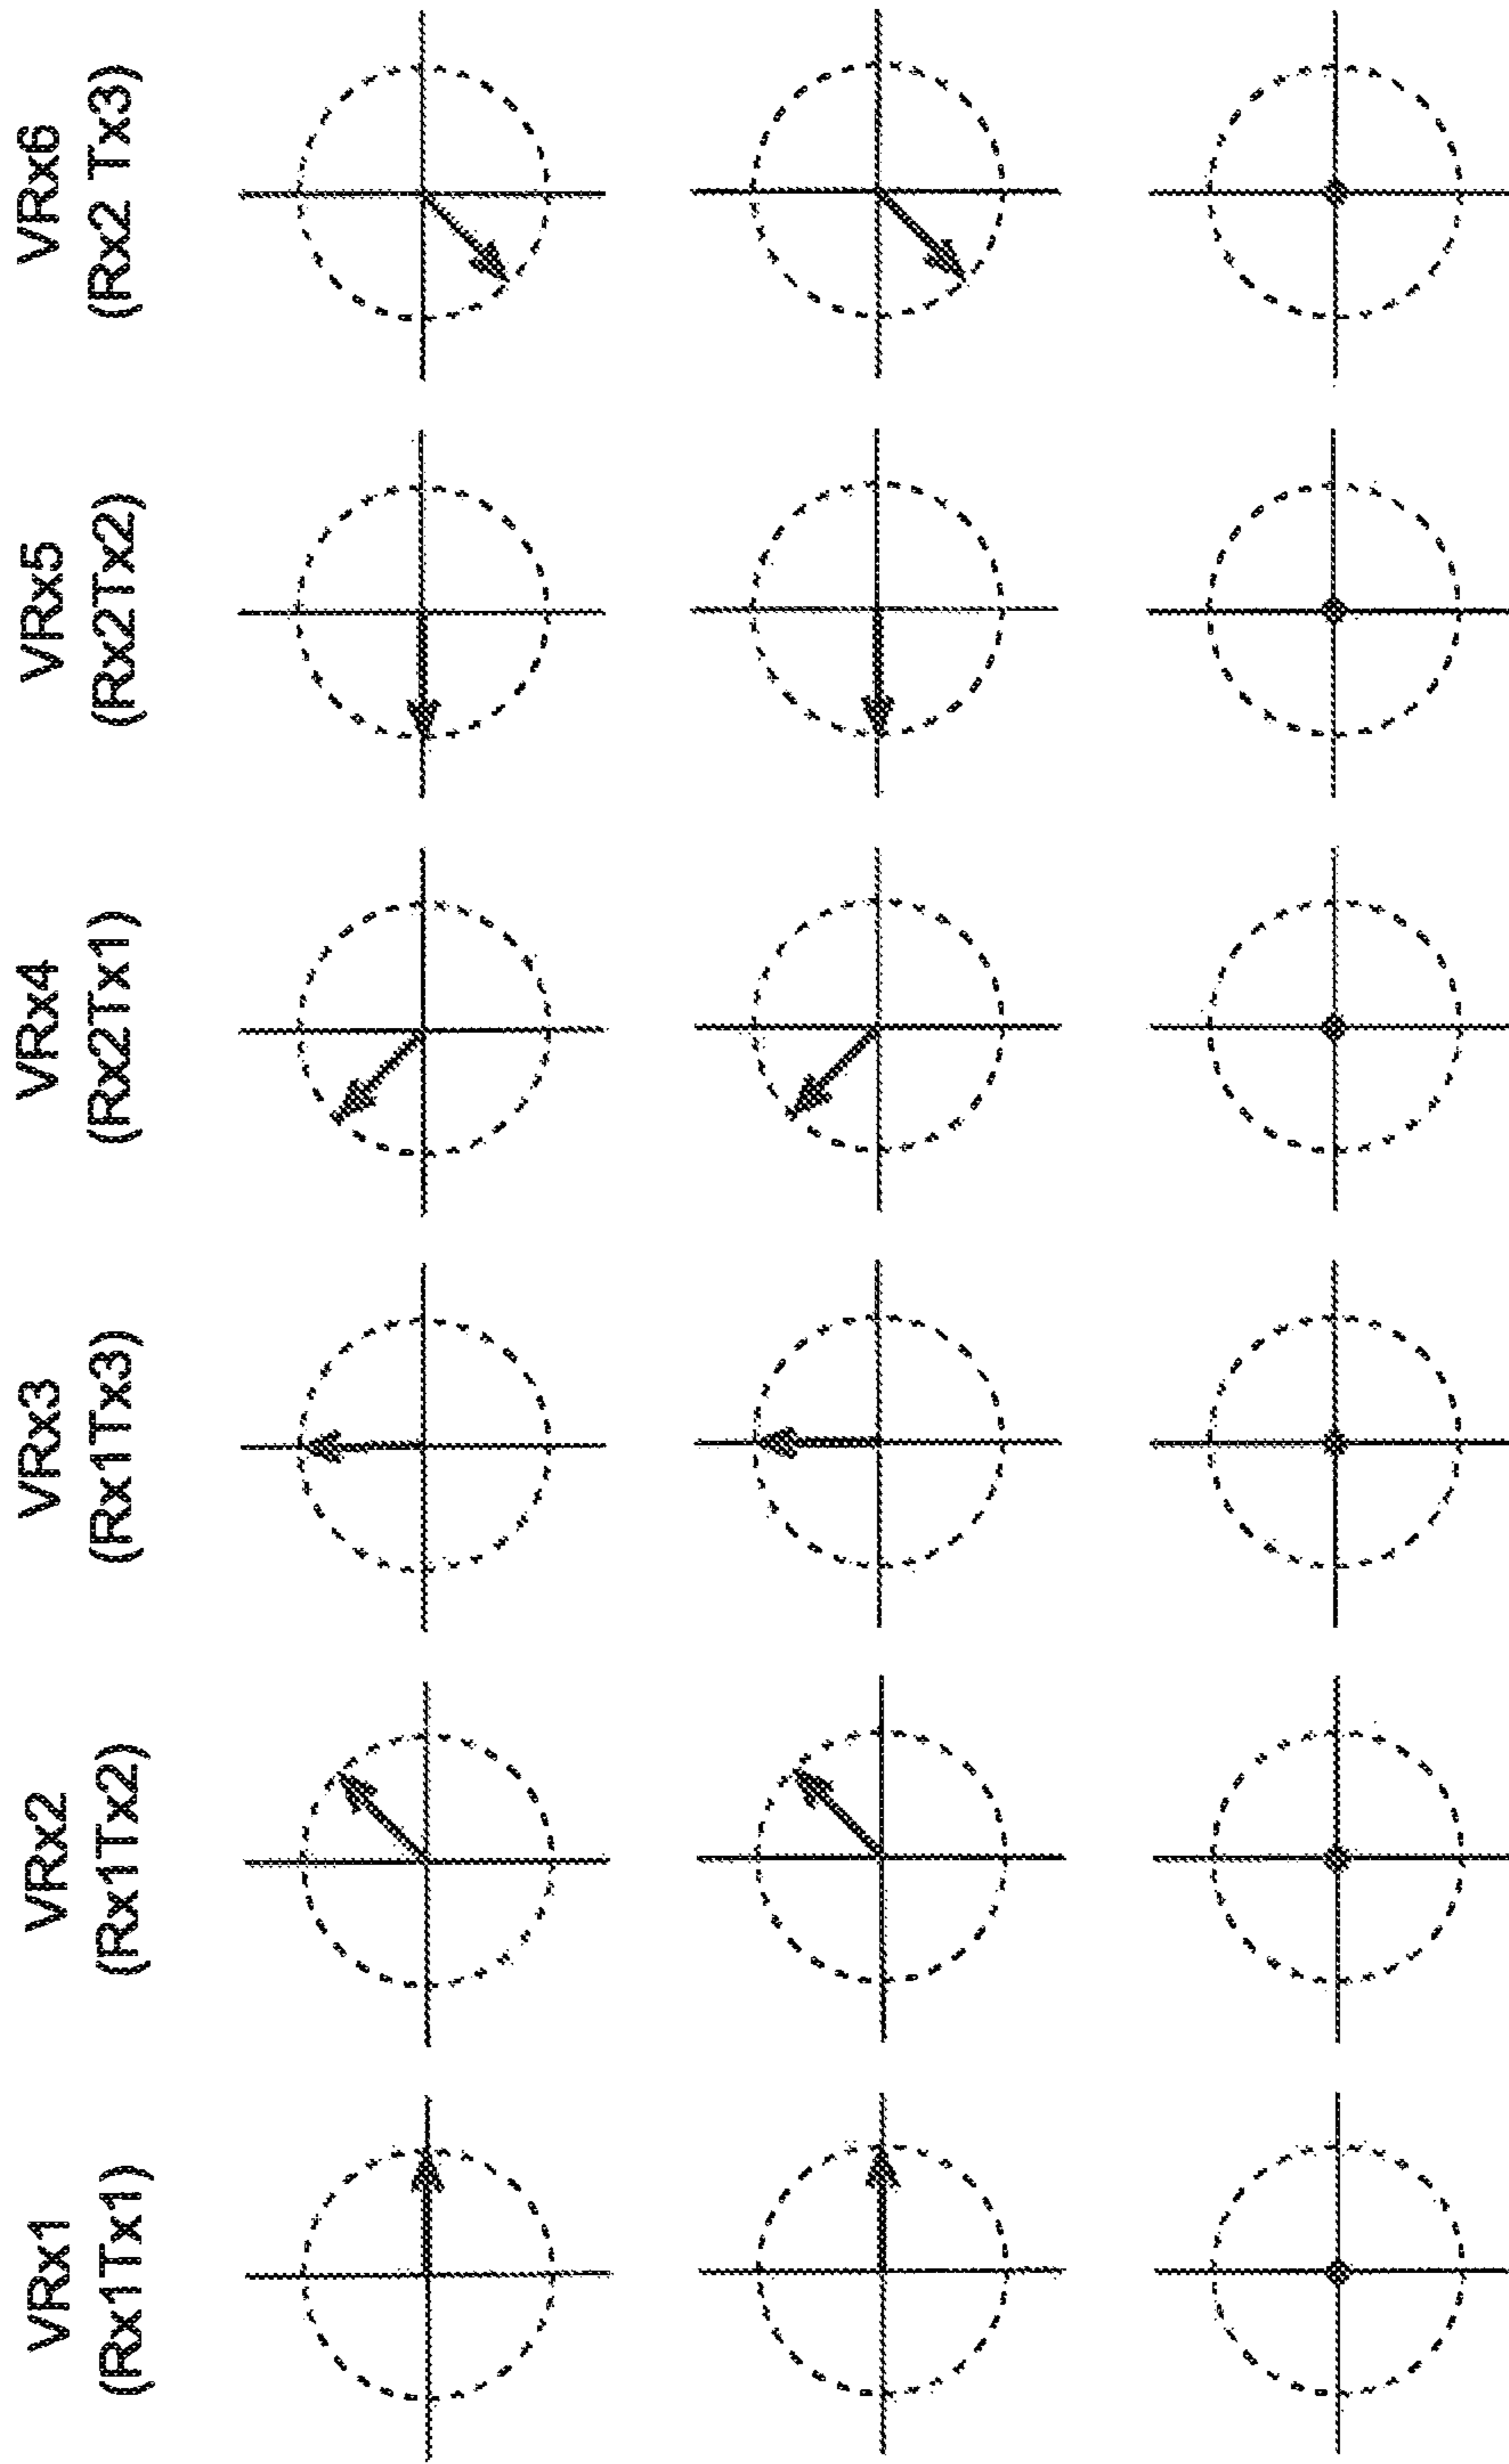 VRx1
(Rx1Tx1)
VRx2
(Rx1Tx2)
VRx3
(Rx1Tx3)
VRx4
(Rx2Tx1)
VRx5
(Rx2Tx2)
VRx6
(Rx2 Tx3)